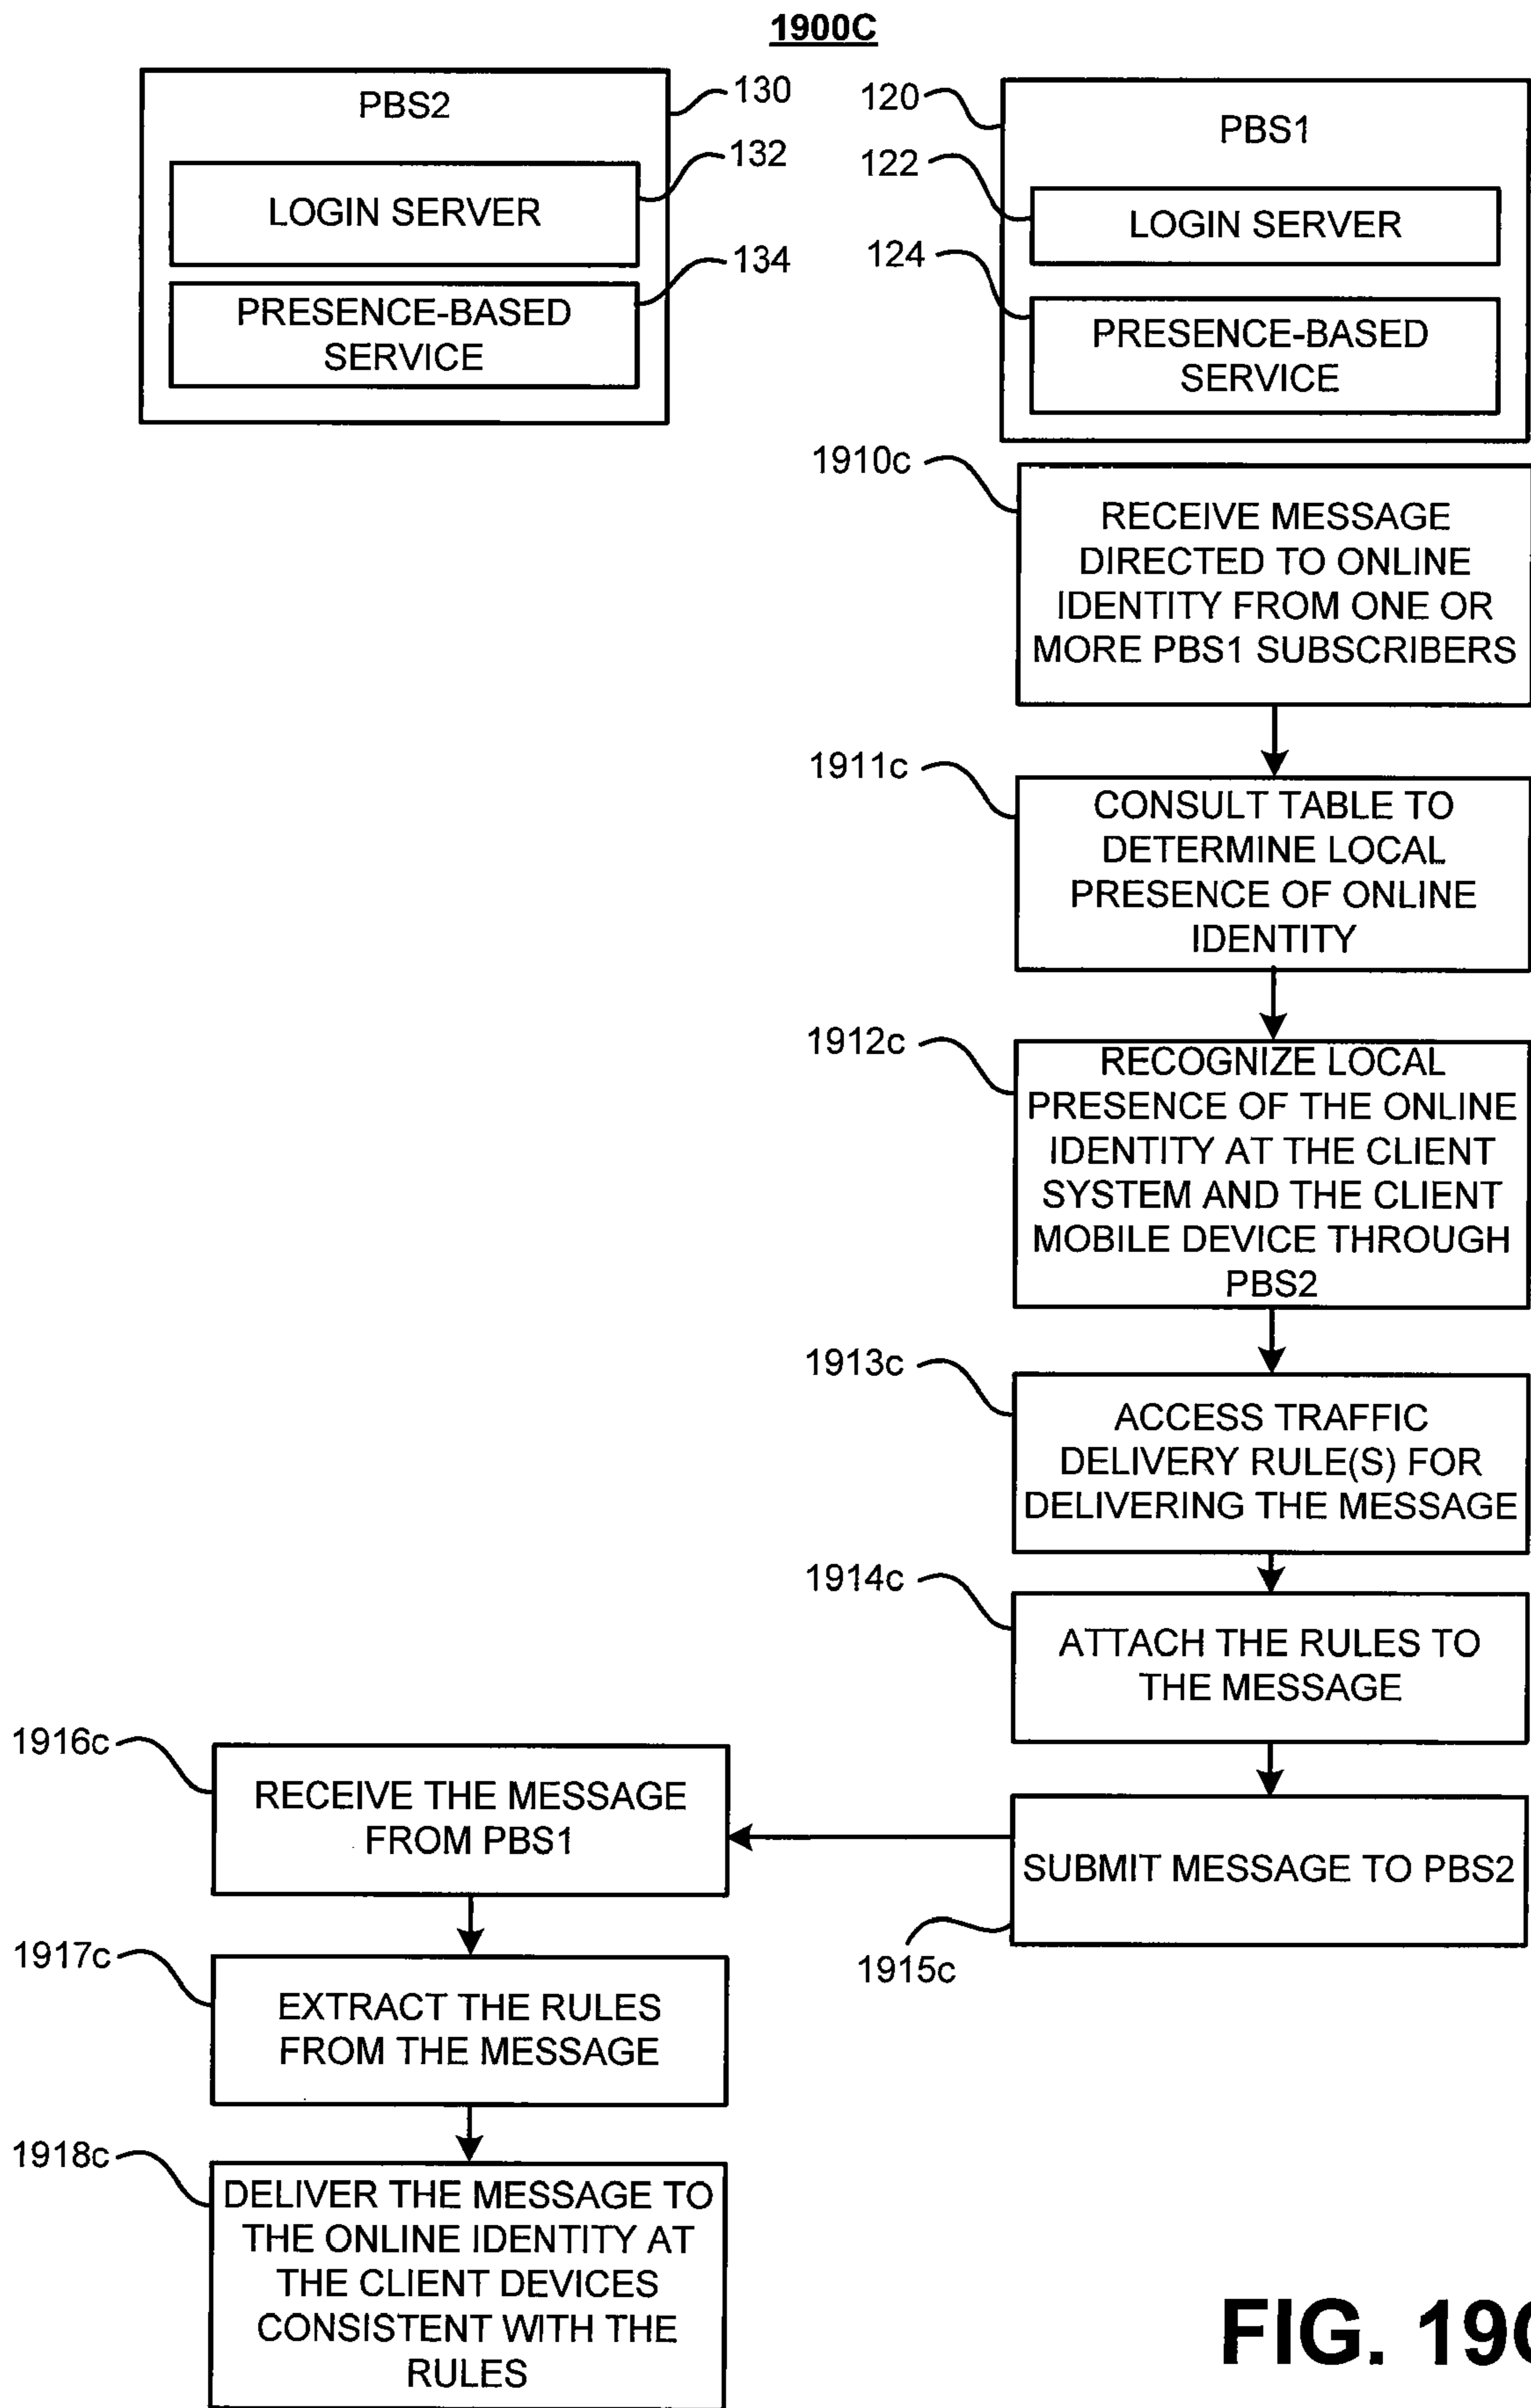 1900C
PBS2
130
132
LOGIN SERVER
134
PRESENCE-BASED
SERVICE
120
PBS1
122
LOGIN SERVER
124
PRESENCE-BASED
SERVICE
1910c
RECEIVE MESSAGE
DIRECTED TO ONLINE
IDENTITY FROM ONE OR
MORE PBS1 SUBSCRIBERS
1911c
CONSULT TABLE TO
DETERMINE LOCAL
PRESENCE OF ONLINE
IDENTITY
1912c
RECOGNIZE LOCAL
PRESENCE OF THE ONLINE
IDENTITY AT THE CLIENT
SYSTEM AND THE CLIENT
MOBILE DEVICE THROUGH
PBS2
1913c
ACCESS TRAFFIC
DELIVERY RULE(S) FOR
DELIVERING THE MESSAGE
1914c
ATTACH THE RULES TO
THE MESSAGE
SUBMIT MESSAGE TO PBS2
1915c
1916c
RECEIVE THE MESSAGE
FROM PBS1
1917c
EXTRACT THE RULES
FROM THE MESSAGE
1918c
DELIVER THE MESSAGE TO
THE ONLINE IDENTITY AT
THE CLIENT DEVICES
CONSISTENT WITH THE
RULES
FIG. 19C